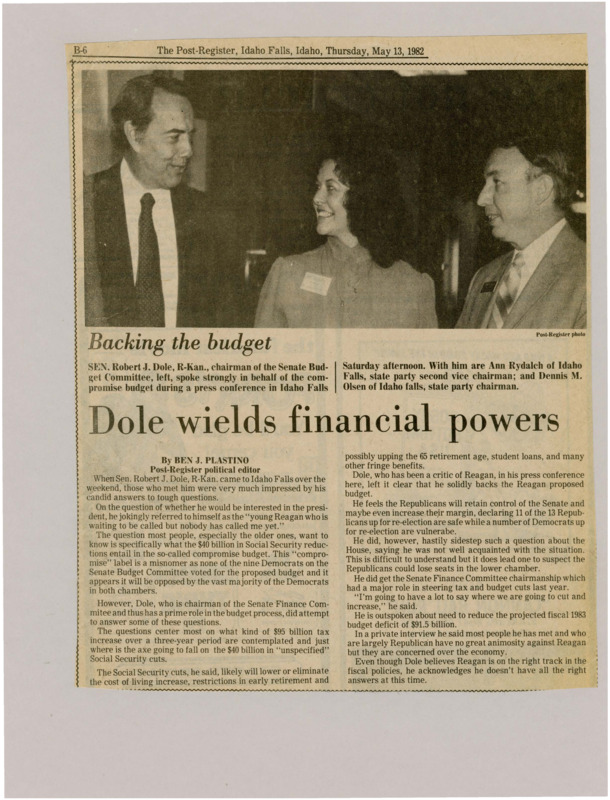 B-6 The Post-Register, Idaho Falls, Idaho, Thursday, May 13, 1982
Post-Register photo
Backing the budget
SEN. Robert J. Dole, R-Kan., chairman of the Senate Bud-
get Committee, left, spoke strongly in behalf of the com-
promise budget during a press conference in Idaho Falls
Saturday afternoon. With him are Ann Rydalch of Idaho
Falls, state party second vice chairman; and Dennis M.
Olsen of Idaho falls, state party chairman.
Dole wields financial powers
By BEN J. PLASTINO
Post-Register political editor
When Sen. Robert J. Dole, R-Kan. came to Idaho Falls over the
weekend, those who met him were very much impressed by his
candid answers to tough questions.
On the question of whether he would be interested in the presi-
dent, he jokingly referred to himself as the "young Reagan who is
waiting to be called but nobody has called me yet."
The question most people, especially the older ones, want to
know is specifically what the $40 billion in Social Security reduc-
tions entail in the so-called compromise budget. This "compro-
mise" label is a misnomer as none of the nine Democrats on the
Senate Budget Committee voted for the proposed budget and it
appears it will be opposed by the vast majority of the Democrats
in both chambers.
However, Dole, who is chairman of the Senate Finance Com-
mitee and thus has a prime role in the budget process, did attempt
to answer some of these questions.
The questions center most on what kind of $95 billion tax
increase over a three-year period are contemplated and just
where is the axe going to fall on the $40 billion in "unspecified"
Social Security cuts.
The Social Security cuts, he said, likely will lower or eliminate
the cost of living increase, restrictions in early retirement and
possibly upping the 65 retirement age, student loans, and many
other fringe benefits.
Dole, who has been a critic of Reagan, in his press conference
here, left it clear that he solidly backs the Reagan proposed
budget.
He feels the Republicans will retain control of the Senate and
maybe even increase their margin, declaring 11 of the 13 Repub-
licans up for re-election are safe while a number of Democrats up
for re-election are vulnerabe.
He did, however, hastily sidestep such a question about the
House, saying he was not well acquainted with the situation.
This is difficult to understand but it does lead one to suspect the
Republicans could lose seats in the lower chamber.
He did get the Senate Finance Committee chairmanship which
had a major role in steering tax and budget cuts last year.
"I'm going to have a lot to say where we are going to cut and
increase," he said.
He is outspoken about need to reduce the projected fiscal 1983
budget deficit of $91.5 billion.
In a private interview he said most people he has met and who
are largely Republican have no great animosity against Reagan
but they are concerned over the economy.
Even though Dole believes Reagan is on the right track in the
fiscal policies, he acknowledges he doesn't have all the right
answers at this time.